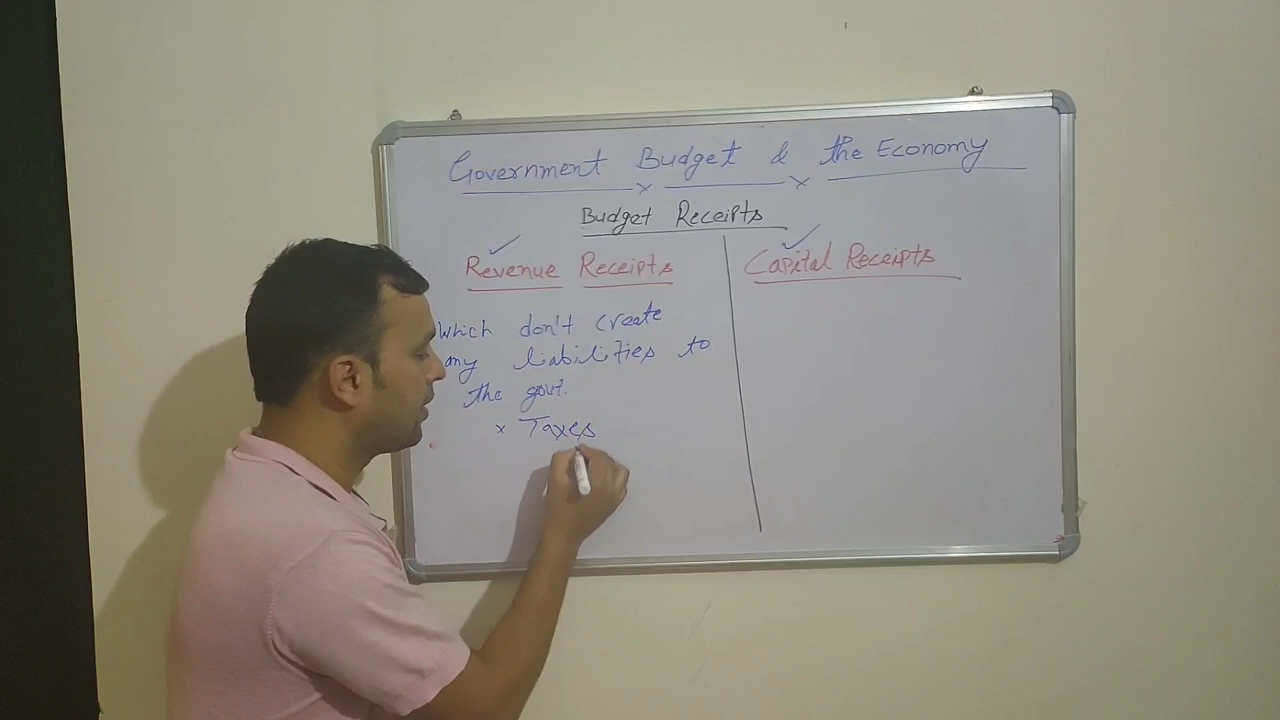 Government Budget & the Economy
Budget Receipts
Revenue Receipts
which don't create
any liabilities to
the govt.
x Taxes
Capital Receipts